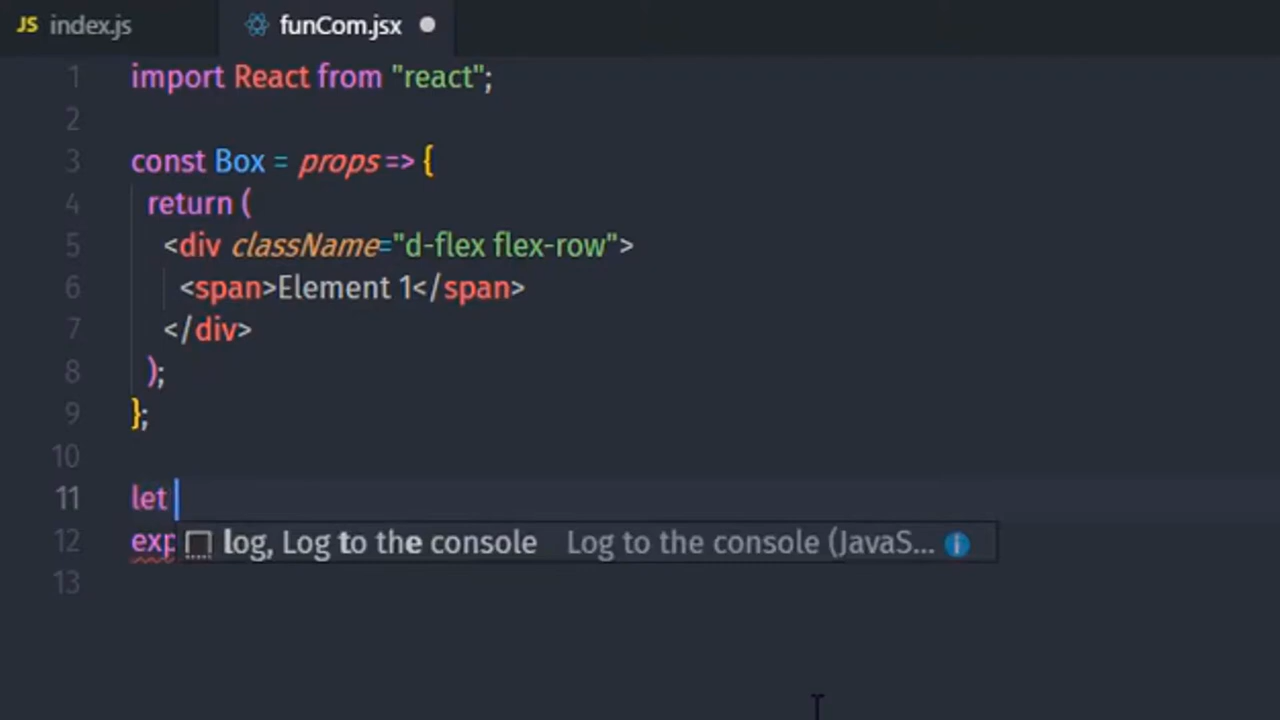 JS index.js funCom.jsx
1 import React from "react";
2
3 const Box = props => {
4 return (
5 <div className="d-flex flex-row">
6 <span>Element 1</span>
7 </div>
8 );
9 };
10
11 let
12 exp log, Log to the console Log to the console (JavaS...
13